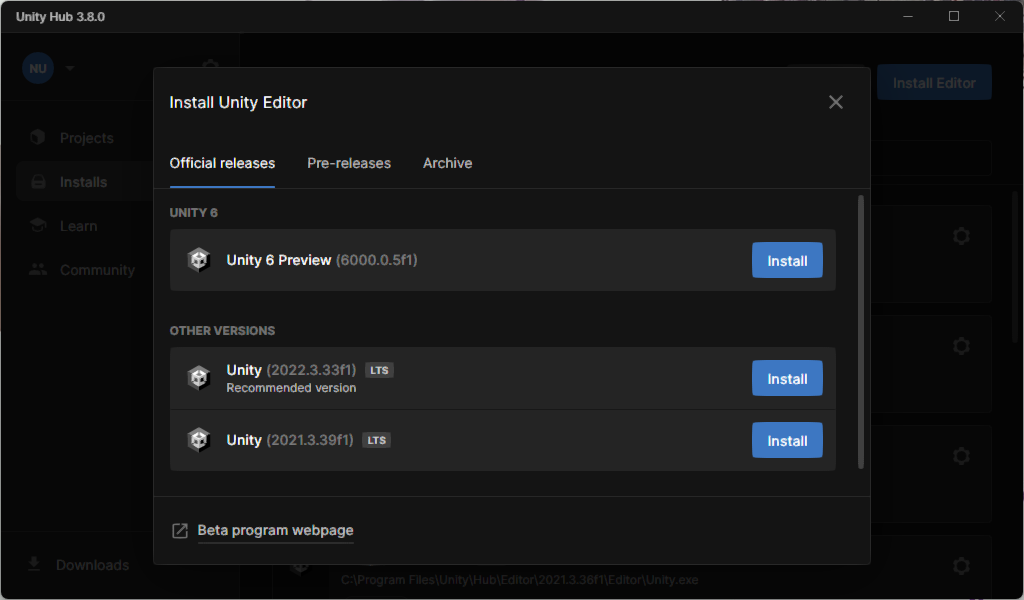 Unity Hub 3.8.0
NU
Install Editor
Projects
Installs
Learn
Community
Downloads
Install Unity Editor
Official releases
Pre-releases
Archive
UNITY 6
Unity 6 Preview (6000.0.5f1)
Install
OTHER VERSIONS
Unity (2022.3.33f1) LTS
Recommended version
Install
Unity (2021.3.39f1) LTS
Install
Beta program webpage
C:\Program Files\Unity\Hub\Editor\2021.3.36f1\Editor\Unity.exe